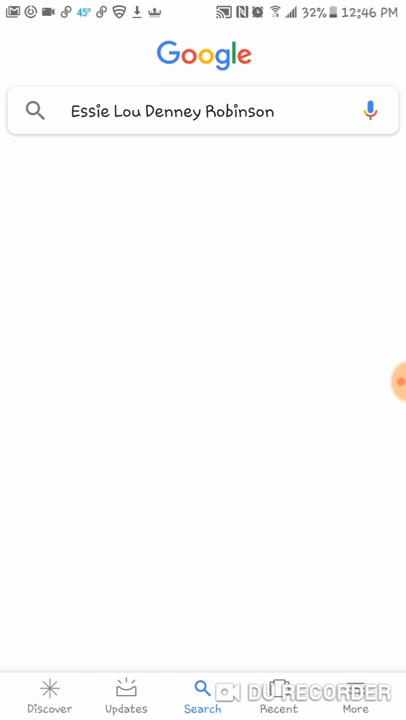 45° 32% 12:46 PM
Google
Essie Lou Denney Robinson
DU RECORDER
Discover Updates Search Recent More